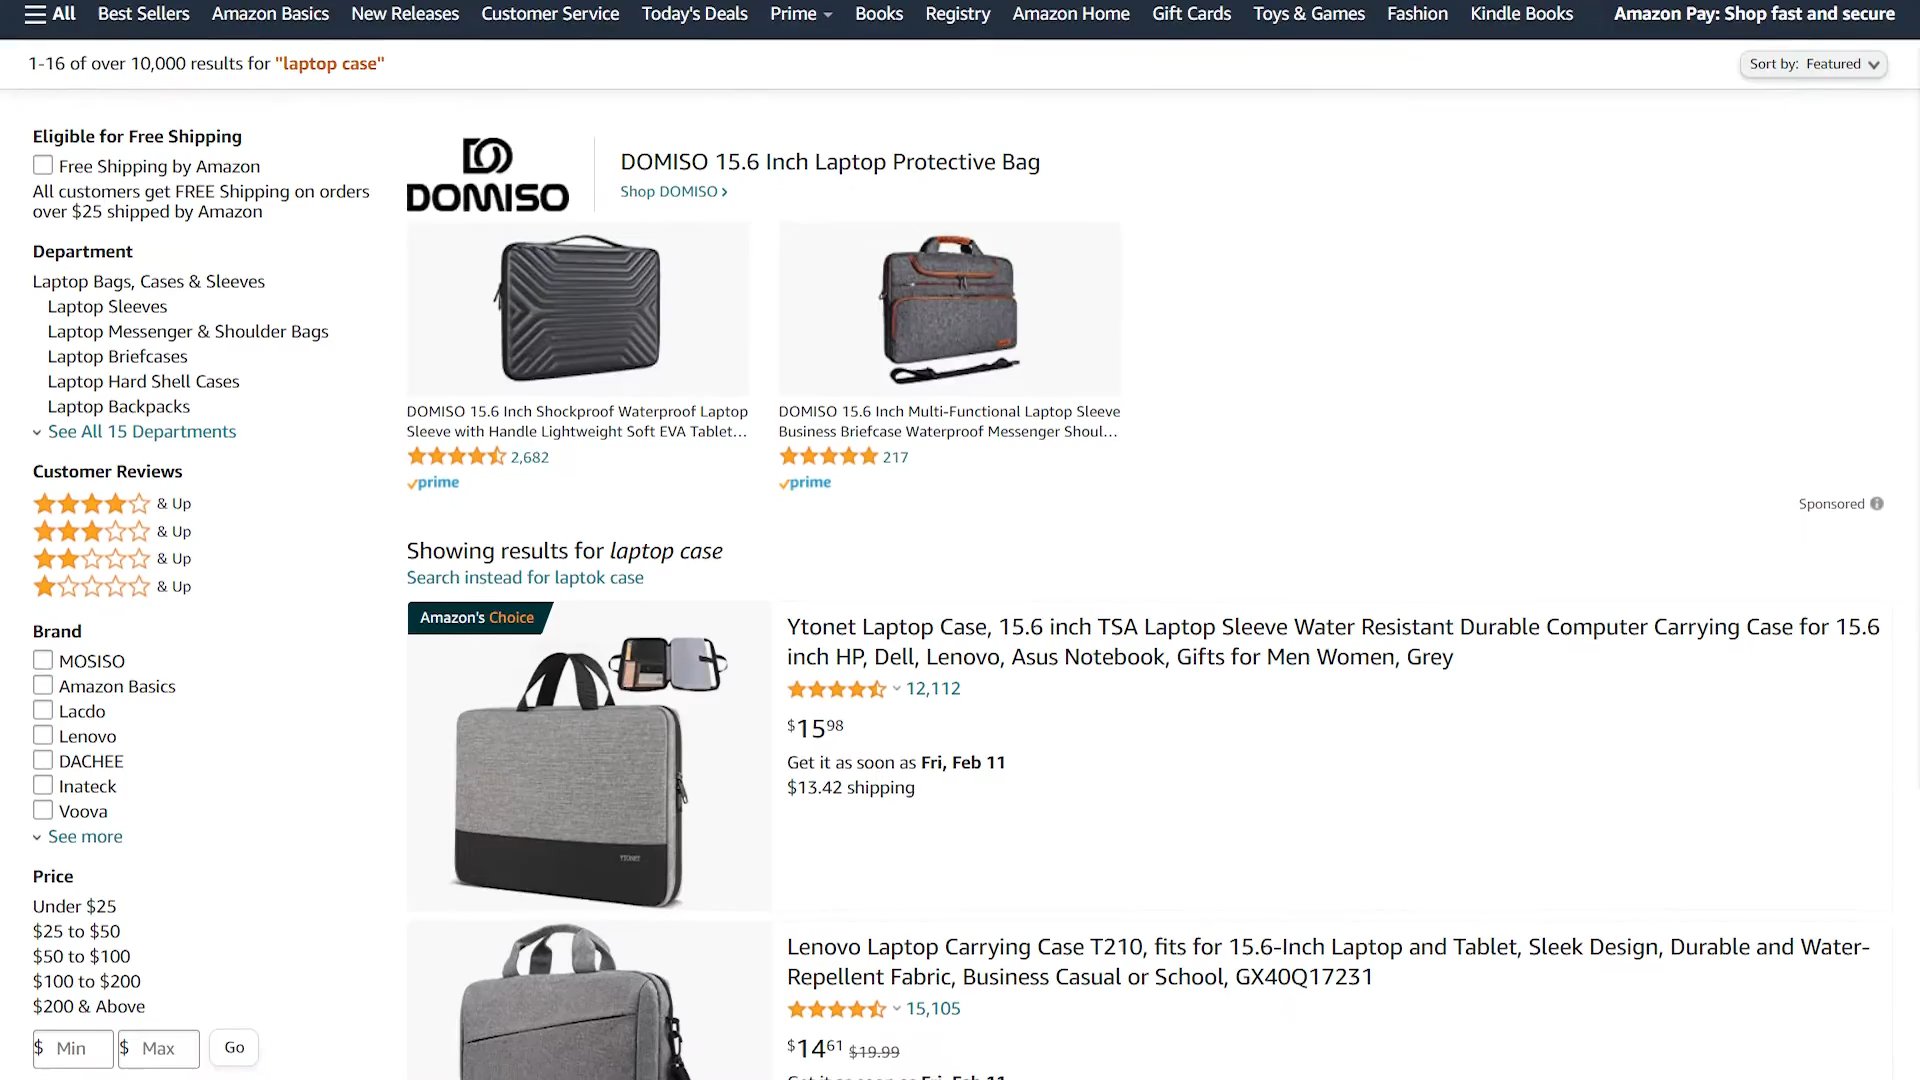 All Best Sellers Amazon Basics New Releases Customer Service Today's Deals Prime Books Registry Amazon Home Gift Cards Toys & Games Fashion Kindle Books Amazon Pay: Shop fast and secure
1-16 of over 10,000 results for "laptop case"
Sort by: Featured
Eligible for Free Shipping
Free Shipping by Amazon
All customers get FREE Shipping on orders
over $25 shipped by Amazon
Department
Laptop Bags, Cases & Sleeves
Laptop Sleeves
Laptop Messenger & Shoulder Bags
Laptop Briefcases
Laptop Hard Shell Cases
Laptop Backpacks
See All 15 Departments
Customer Reviews
& Up
& Up
& Up
& Up
Brand
MOSISO
Amazon Basics
Lacdo
Lenovo
DACHEE
Inateck
Voova
See more
Price
Under $25
$25 to $50
$50 to $100
$100 to $200
$200 & Above
$ Min $ Max Go
DOMISO
DOMISO 15.6 Inch Laptop Protective Bag
Shop DOMISO ›
DOMISO 15.6 Inch Shockproof Waterproof Laptop
Sleeve with Handle Lightweight Soft EVA Tablet…
2,682
prime
DOMISO 15.6 Inch Multi-Functional Laptop Sleeve
Business Briefcase Waterproof Messenger Shoul…
217
prime
Sponsored
Showing results for laptop case
Search instead for laptok case
Amazon's Choice
YTONET
Ytonet Laptop Case, 15.6 inch TSA Laptop Sleeve Water Resistant Durable Computer Carrying Case for 15.6
inch HP, Dell, Lenovo, Asus Notebook, Gifts for Men Women, Grey
12,112
$1598
Get it as soon as Fri, Feb 11
$13.42 shipping
Lenovo Laptop Carrying Case T210, fits for 15.6-Inch Laptop and Tablet, Sleek Design, Durable and Water-
Repellent Fabric, Business Casual or School, GX40Q17231
15,105
$1461 $19.99
Get it as soon as Fri, Feb 11